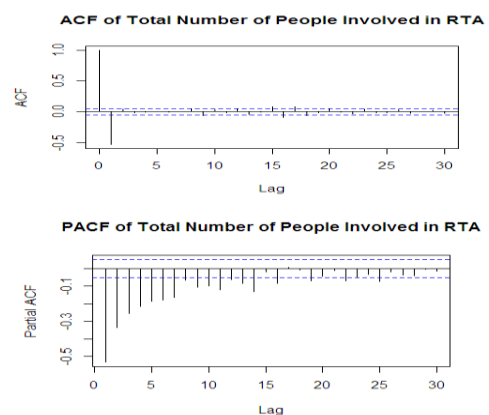 ACF of Total Number of People Involved in RTA
ACF
1.0
0.5
0.0
-0.5
0 5 10 15 20 25 30
Lag
PACF of Total Number of People Involved in RTA
Partial ACF
-0.1
-0.3
-0.5
0 5 10 15 20 25 30
Lag